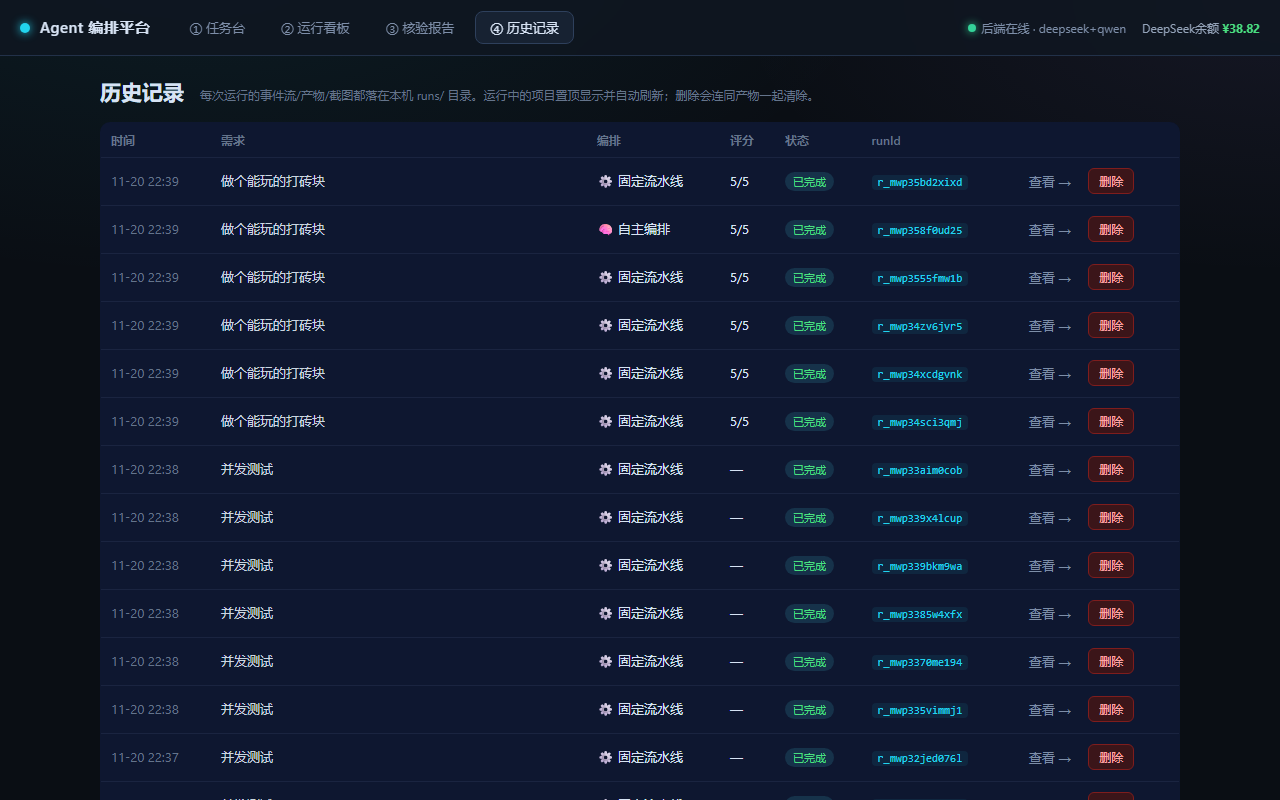 Agent 编排平台 ① 任务台 ② 运行看板 ③ 核验报告 ④ 历史记录 后端在线 · deepseek+qwen DeepSeek余额 ¥38.82
历史记录 每次运行的事件流/产物/截图都落在本机 runs/ 目录。运行中的项目置顶显示并自动刷新；删除会连同产物一起清除。
时间 需求 编排 评分 状态 runId
11-20 22:39 做个能玩的打砖块 固定流水线 5/5 已完成 r_mwp35bd2xixd 查看 → 删除
11-20 22:39 做个能玩的打砖块 自主编排 5/5 已完成 r_mwp358f0ud25 查看 → 删除
11-20 22:39 做个能玩的打砖块 固定流水线 5/5 已完成 r_mwp3555fmw1b 查看 → 删除
11-20 22:39 做个能玩的打砖块 固定流水线 5/5 已完成 r_mwp34zv6jvr5 查看 → 删除
11-20 22:39 做个能玩的打砖块 固定流水线 5/5 已完成 r_mwp34xcdgvnk 查看 → 删除
11-20 22:39 做个能玩的打砖块 固定流水线 5/5 已完成 r_mwp34sci3qmj 查看 → 删除
11-20 22:38 并发测试 固定流水线 — 已完成 r_mwp33aim0cob 查看 → 删除
11-20 22:38 并发测试 固定流水线 — 已完成 r_mwp339x4lcup 查看 → 删除
11-20 22:38 并发测试 固定流水线 — 已完成 r_mwp339bkm9wa 查看 → 删除
11-20 22:38 并发测试 固定流水线 — 已完成 r_mwp3385w4xfx 查看 → 删除
11-20 22:38 并发测试 固定流水线 — 已完成 r_mwp3370me194 查看 → 删除
11-20 22:38 并发测试 固定流水线 — 已完成 r_mwp335vimmj1 查看 → 删除
11-20 22:37 并发测试 固定流水线 — 已完成 r_mwp32jed076l 查看 → 删除